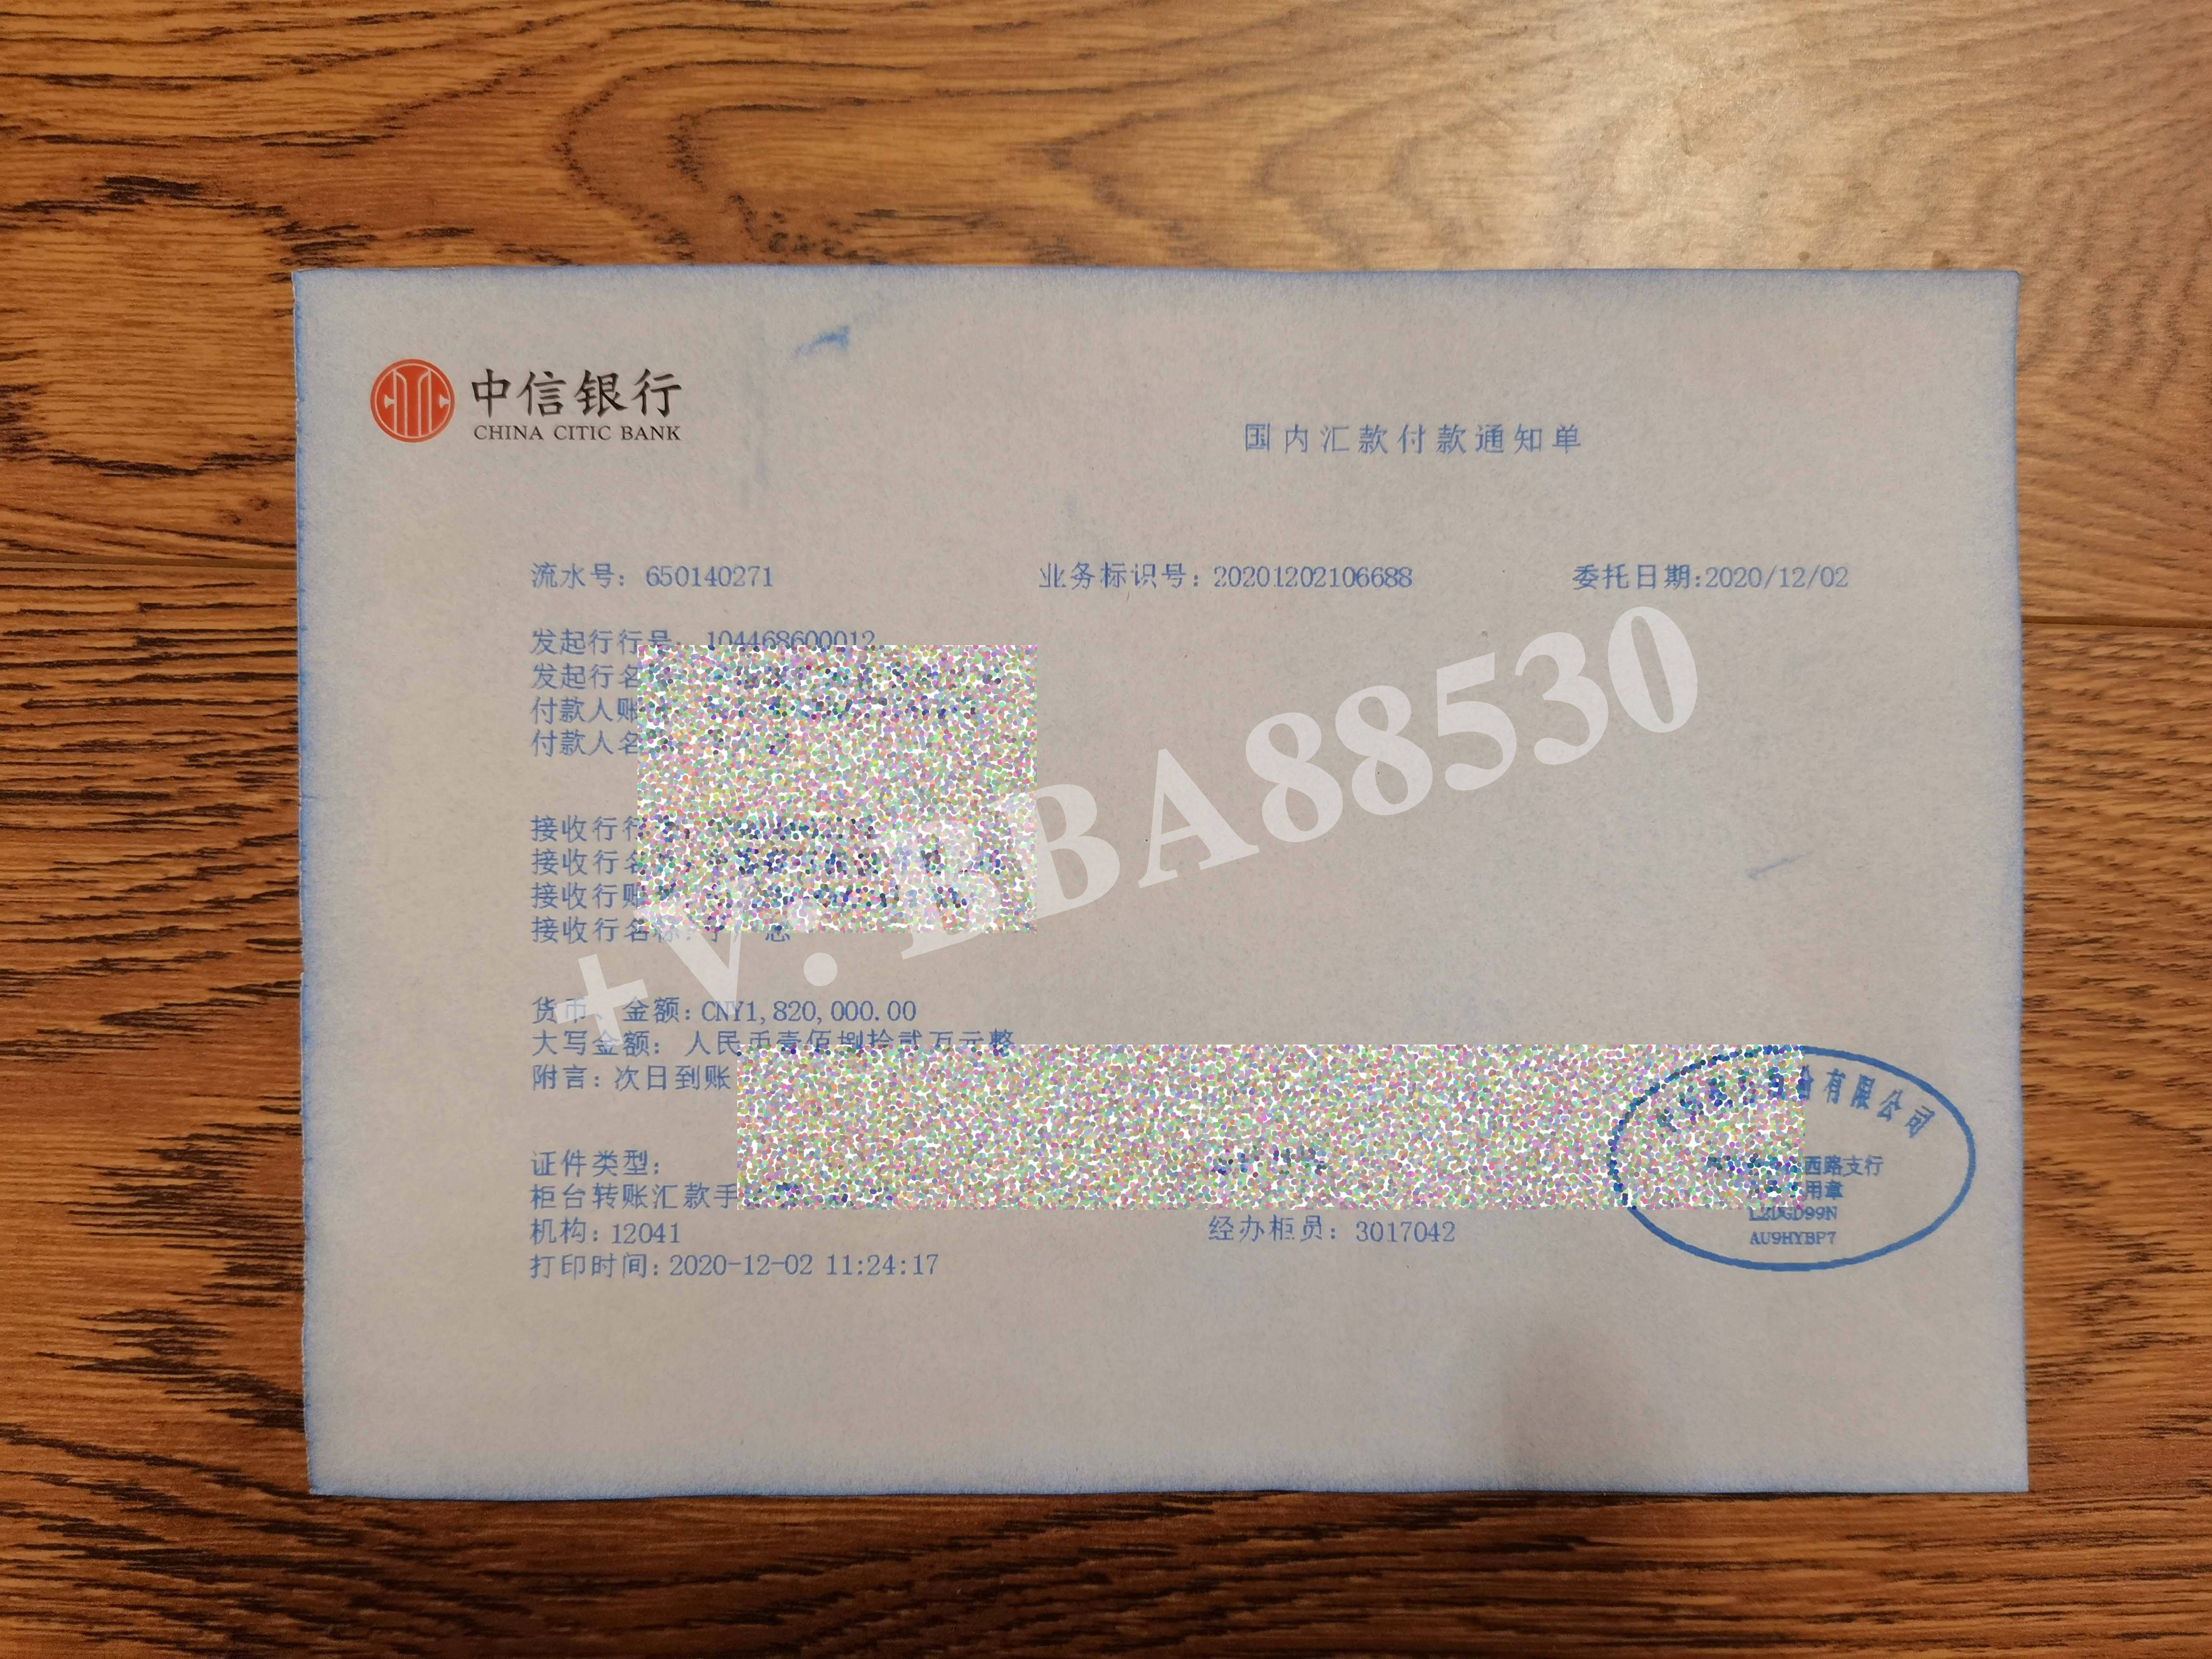 中信银行
CHINA CITIC BANK
国内汇款付款通知单
流水号: 650140271 业务标识号: 20201202106688 委托日期:2020/12/02
发起行行号: 104468600012
发起行名
付款人账
付款人名
接收行行
接收行名
接收行账
接收行名称:
+V: BBA88530
货币、金额: CNY1,820,000.00
大写金额: 人民币壹佰捌拾贰万元整
附言: 次日到账
有限公司
西路支行
证件类型:
用章
柜台转账汇款手
AU9HYBP7
机构: 12041 经办柜员: 3017042
打印时间: 2020-12-02 11:24:17